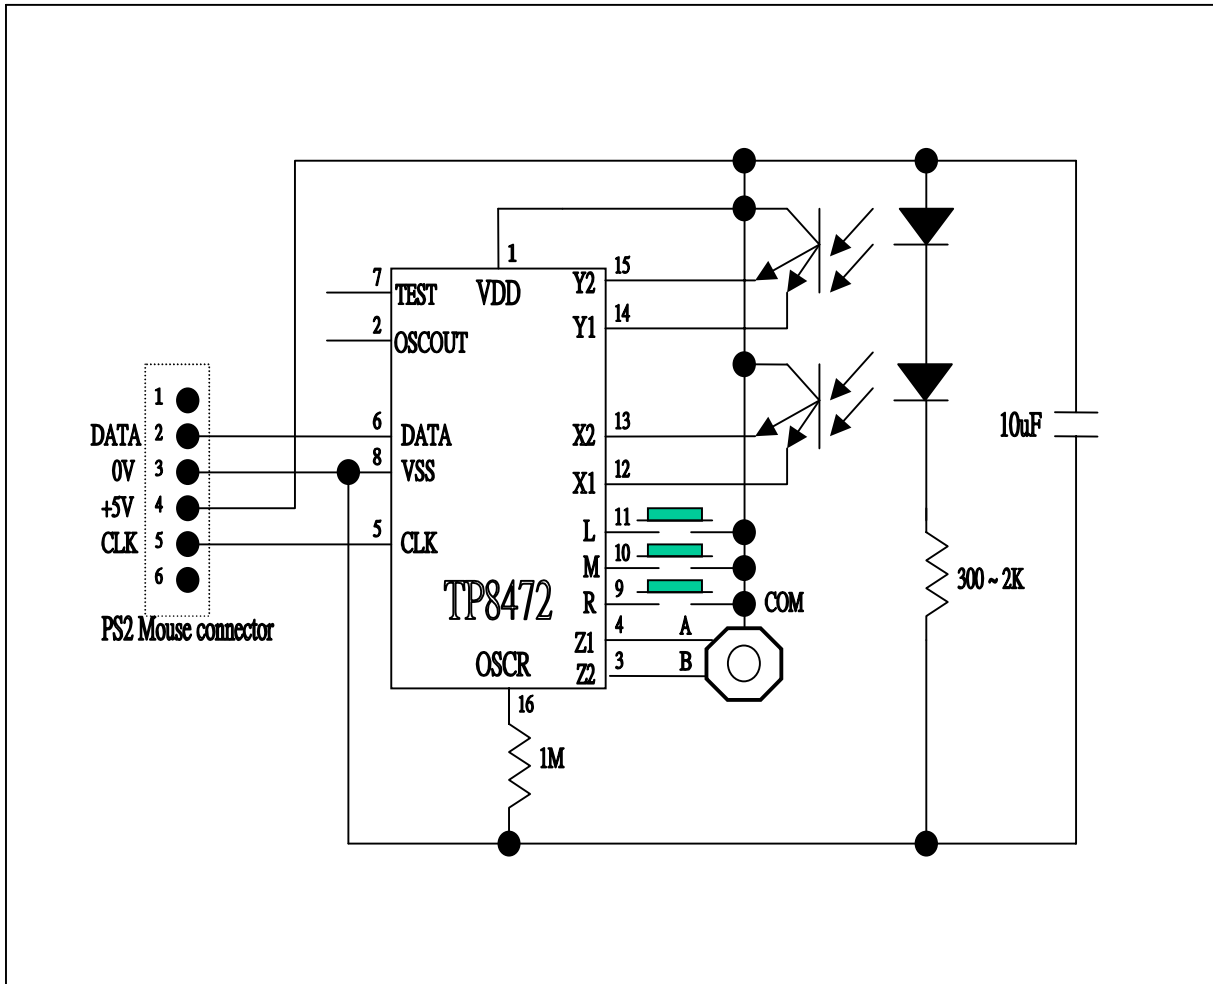 1
15
7
TEST
VDD
Y2
14
2
OSCOUT
Y1
1
DATA 2
6
DATA
13
X2
10uF
0V 3
8
VSS
12
X1
+5V 4
11
L
CLK 5
5
CLK
10
M
6
9
R
COM
300 ~ 2K
TP8472
PS2 Mouse connector
4
A
Z1
3
B
Z2
OSCR
16
1M